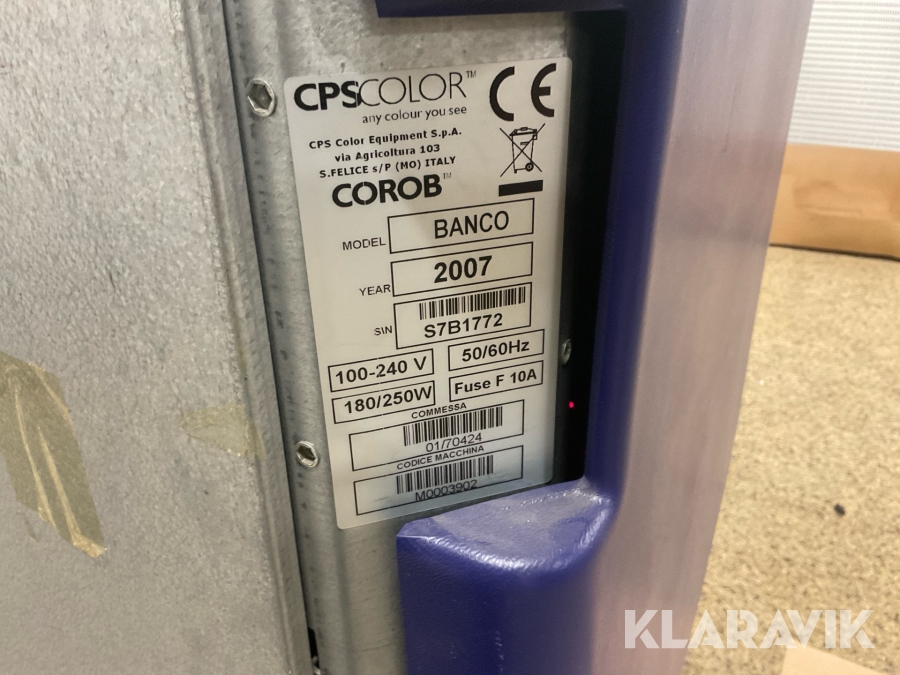 CPSCOLOR™
any colour you see
CE
CPS Color Equipment S.p.A.
via Agricoltura 103
S.FELICE s/P (MO) ITALY
COROB™
MODEL BANCO
YEAR 2007
S\N S7B1772
100-240 V 50/60Hz
180/250W Fuse F 10A
COMMESSA
01/70424
CODICE MACCHINA
M0003902
KLARAVIK